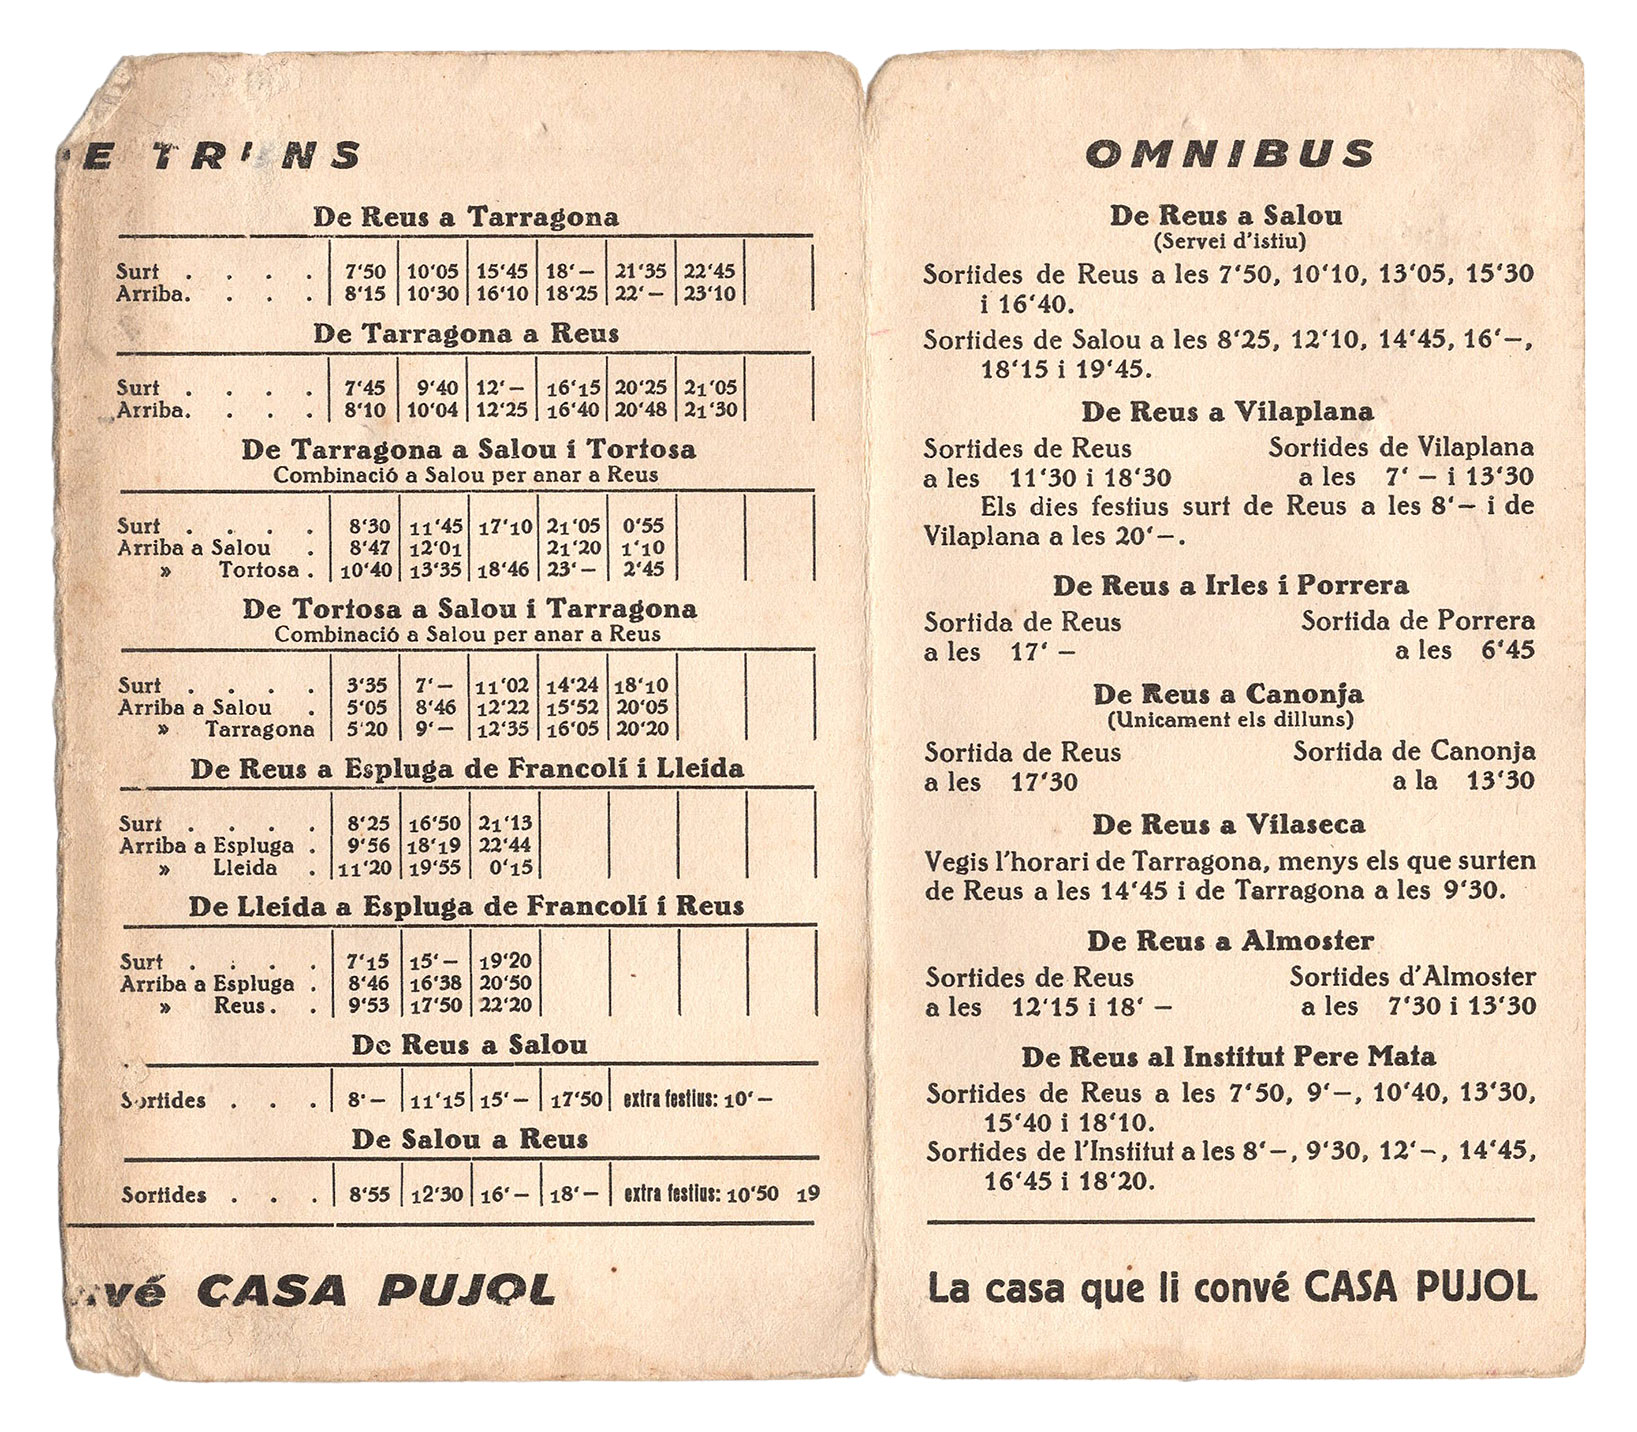 E TRENS
De Reus a Tarragona
Surt . . . . 7'50 10'05 15'45 18'— 21'35 22'45
Arriba. . . . 8'15 10'30 16'10 18'25 22'— 23'10
De Tarragona a Reus
Surt . . . . 7'45 9'40 12'— 16'15 20'25 21'05
Arriba. . . . 8'10 10'04 12'25 16'40 20'48 21'30
De Tarragona a Salou i Tortosa
Combinació a Salou per anar a Reus
Surt . . . . 8'30 11'45 17'10 21'05 0'55
Arriba a Salou . 8'47 12'01 21'20 1'10
» Tortosa . 10'40 13'35 18'46 23'— 2'45
De Tortosa a Salou i Tarragona
Combinació a Salou per anar a Reus
Surt . . . . 3'35 7'— 11'02 14'24 18'10
Arriba a Salou . 5'05 8'46 12'22 15'52 20'05
» Tarragona 5'20 9'— 12'35 16'05 20'20
De Reus a Espluga de Francolí i Lleida
Surt . . . . 8'25 16'50 21'13
Arriba a Espluga . 9'56 18'19 22'44
» Lleida . 11'20 19'55 0'15
De Lleida a Espluga de Francolí i Reus
Surt . . . . 7'15 15'— 19'20
Arriba a Espluga . 8'46 16'38 20'50
» Reus. . 9'53 17'50 22'20
De Reus a Salou
Sortides . . . 8'— 11'15 15'— 17'50 extra festius: 10'—
De Salou a Reus
Sortides . . . 8'55 12'30 16'— 18'— extra festius: 10'50 19
nvé CASA PUJOL
OMNIBUS
De Reus a Salou
(Servei d'istiu)
Sortides de Reus a les 7'50, 10'10, 13'05, 15'30
i 16'40.
Sortides de Salou a les 8'25, 12'10, 14'45, 16'—,
18'15 i 19'45.
De Reus a Vilaplana
Sortides de Reus Sortides de Vilaplana
a les 11'30 i 18'30 a les 7'— i 13'30
Els dies festius surt de Reus a les 8'— i de
Vilaplana a les 20'—.
De Reus a Irles i Porrera
Sortida de Reus Sortida de Porrera
a les 17'— a les 6'45
De Reus a Canonja
(Unicament els dilluns)
Sortida de Reus Sortida de Canonja
a les 17'30 a la 13'30
De Reus a Vilaseca
Vegis l'horari de Tarragona, menys els que surten
de Reus a les 14'45 i de Tarragona a les 9'30.
De Reus a Almoster
Sortides de Reus Sortides d'Almoster
a les 12'15 i 18'— a les 7'30 i 13'30
De Reus al Institut Pere Mata
Sortides de Reus a les 7'50, 9'—, 10'40, 13'30,
15'40 i 18'10.
Sortides de l'Institut a les 8'—, 9'30, 12'—, 14'45,
16'45 i 18'20.
La casa que li convé CASA PUJOL